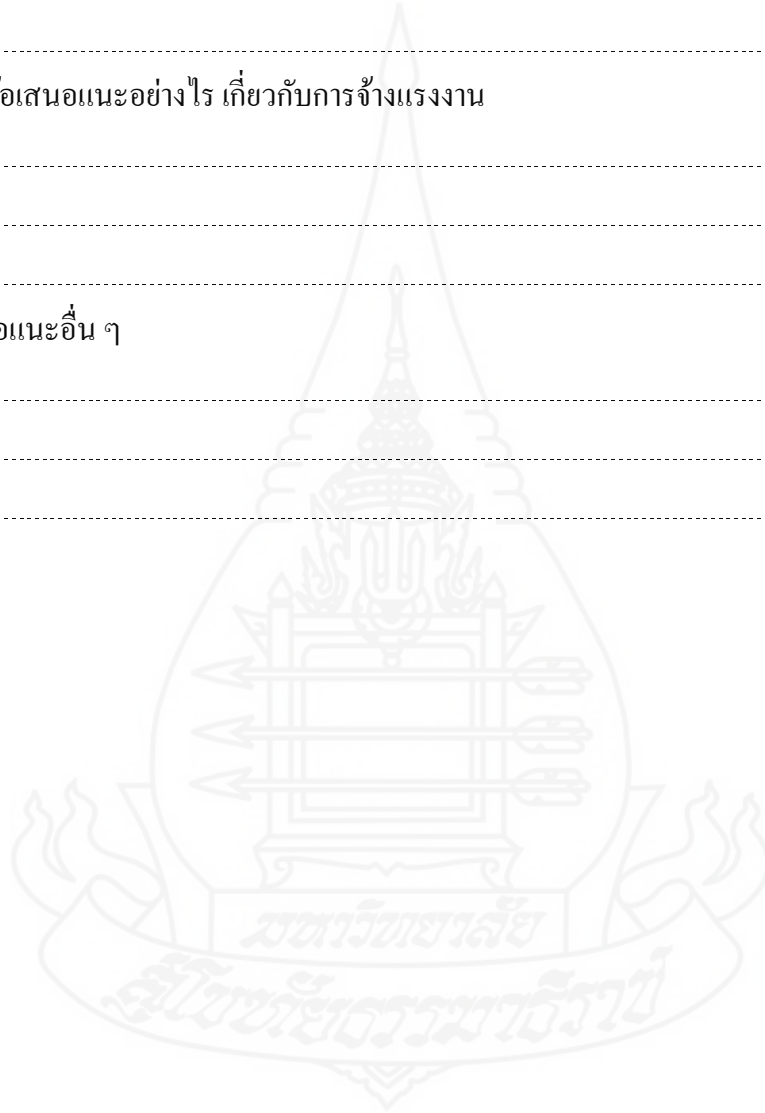 อเสนอแนะอย่างไร เกี่ยวกับการจ้างแรงงาน
อแนะอื่น ๆ
มหาวิทยาลัย
สุโขทัยธรรมาธิราช